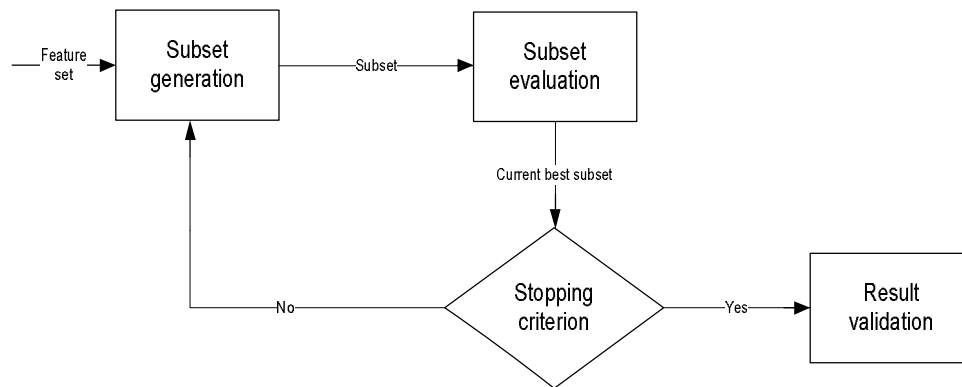 Feature
set
Subset
generation
Subset
Subset
evaluation
Current best subset
Stopping
criterion
No
Yes
Result
validation